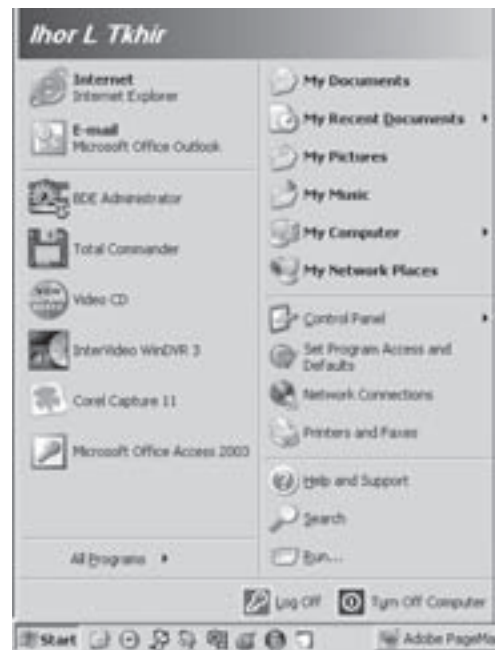 Ihor L Tkhir
Internet
Internet Explorer
E-mail
Microsoft Office Outlook
BDE Administrator
Total Commander
Video CD
InterVideo WinDVR 3
Corel Capture 11
Microsoft Office Access 2003
All Programs
My Documents
My Recent Documents
My Pictures
My Music
My Computer
My Network Places
Control Panel
Set Program Access and
Defaults
Network Connections
Printers and Faxes
Help and Support
Search
Run...
Log Off
Turn Off Computer
Start
Adobe PageMa